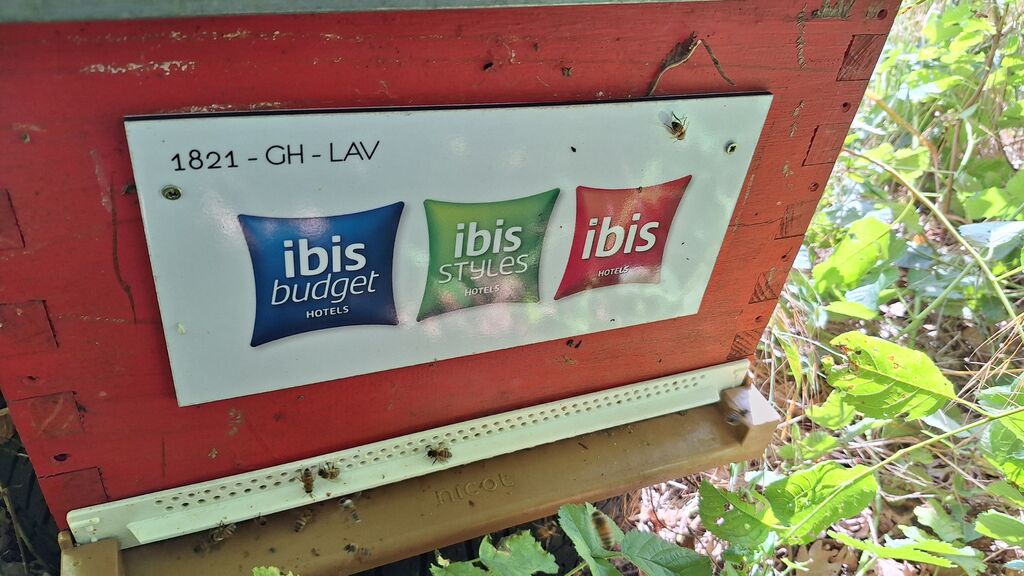 1821 - GH - LAV
ibis
budget
HOTELS
ibis
STYLES
HOTELS
ibis
HOTELS
nicot